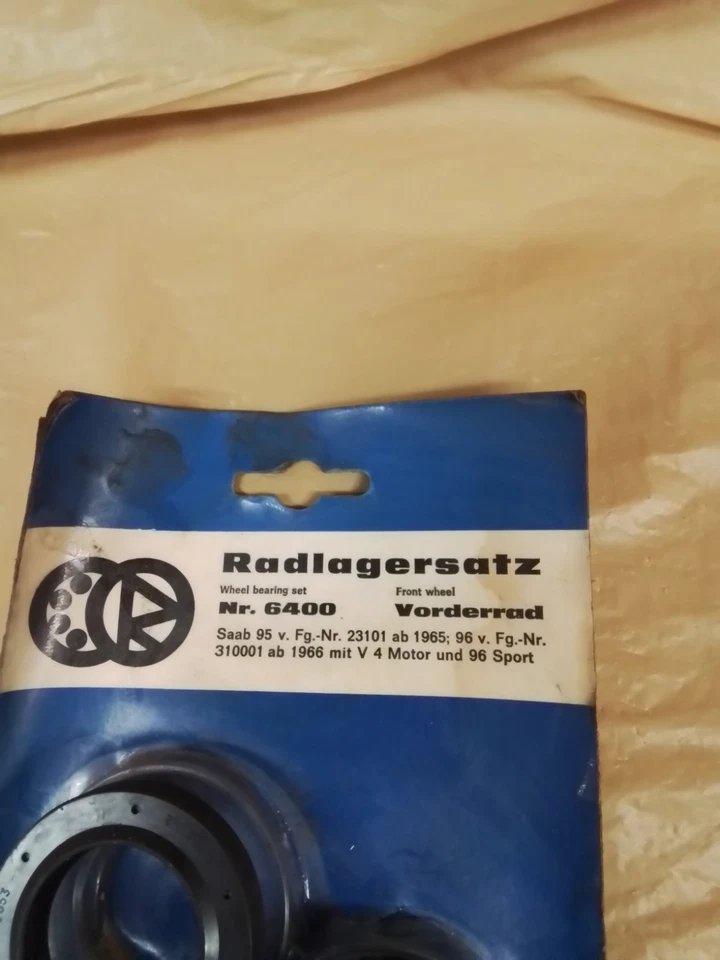 Radlagersatz
Wheel bearing set Front wheel
Nr. 6400 Vorderrad
Saab 95 v. Fg.-Nr. 23101 ab 1965; 96 v. Fg.-Nr.
310001 ab 1966 mit V 4 Motor und 96 Sport